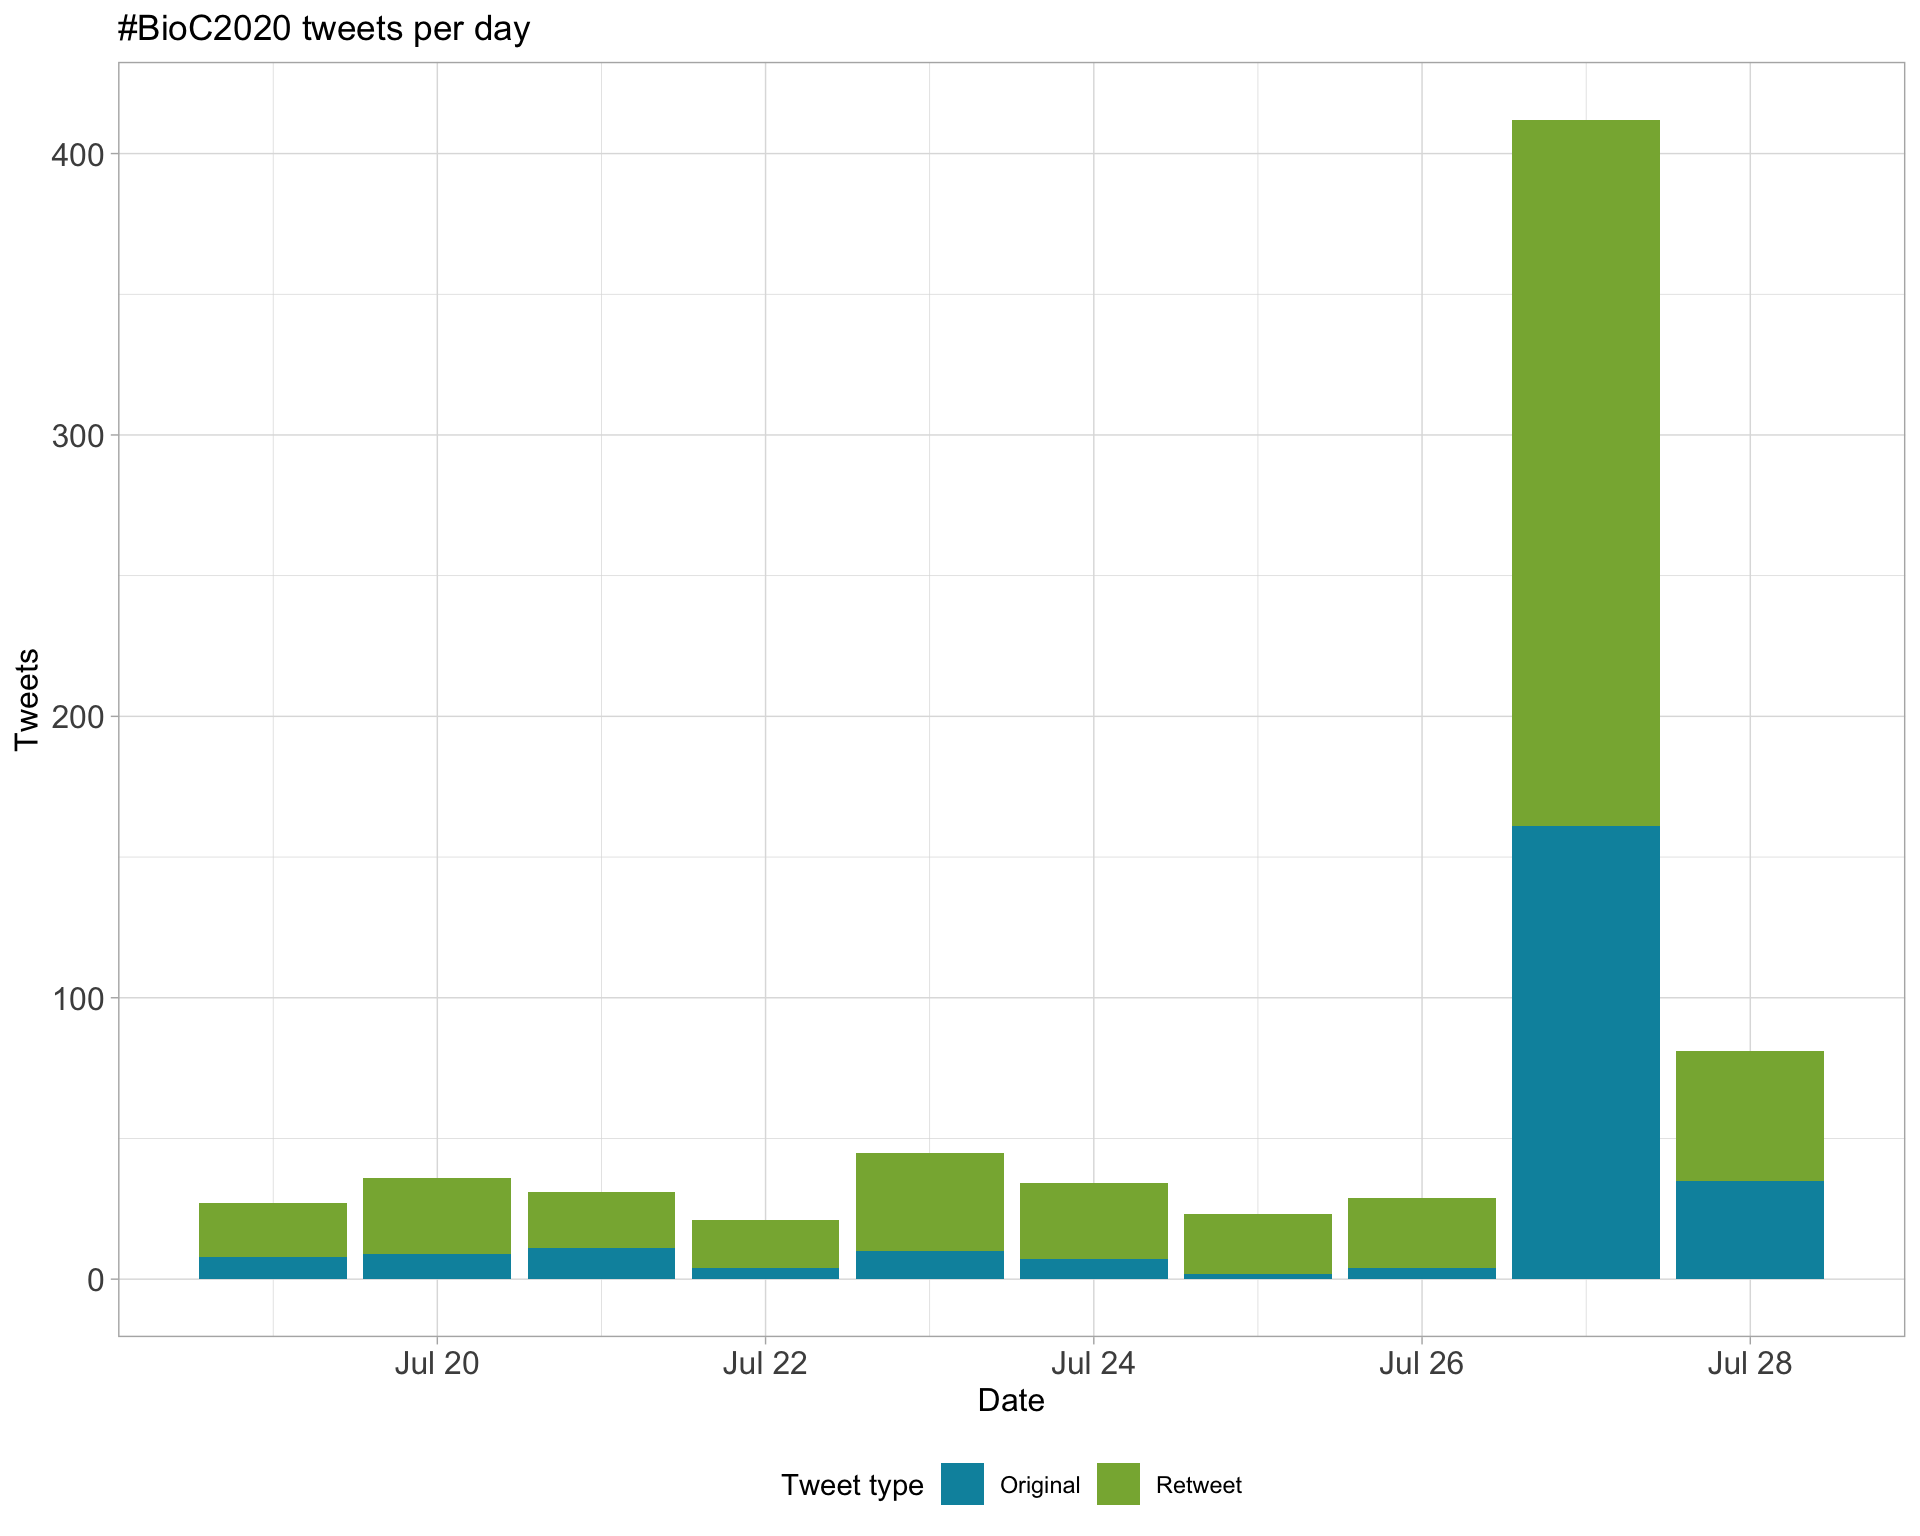 #BioC2020 tweets per day
Tweets
400
300
200
100
0
Jul 20 Jul 22 Jul 24 Jul 26 Jul 28
Date
Tweet type Original Retweet